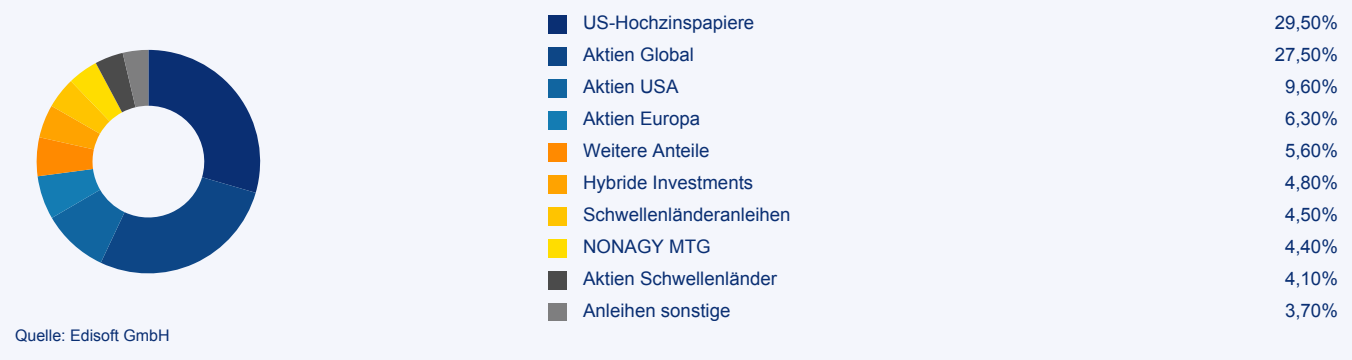 US-Hochzinspapiere 29,50%
Aktien Global 27,50%
Aktien USA 9,60%
Aktien Europa 6,30%
Weitere Anteile 5,60%
Hybride Investments 4,80%
Schwellenländeranleihen 4,50%
NONAGY MTG 4,40%
Aktien Schwellenländer 4,10%
Anleihen sonstige 3,70%
Quelle: Edisoft GmbH